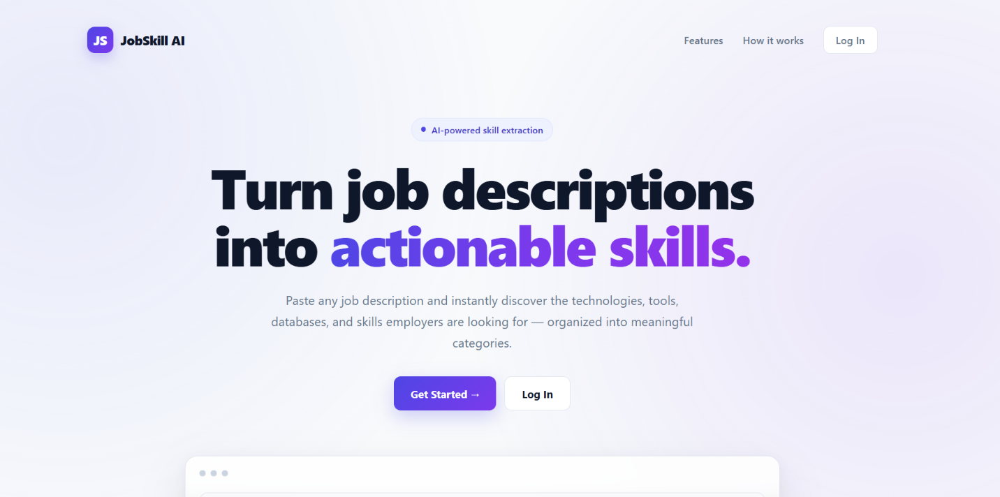 JS JobSkill AI
Features How it works Log In
AI-powered skill extraction
Turn job descriptions
into actionable skills.
Paste any job description and instantly discover the technologies, tools,
databases, and skills employers are looking for — organized into meaningful
categories.
Get Started → Log In